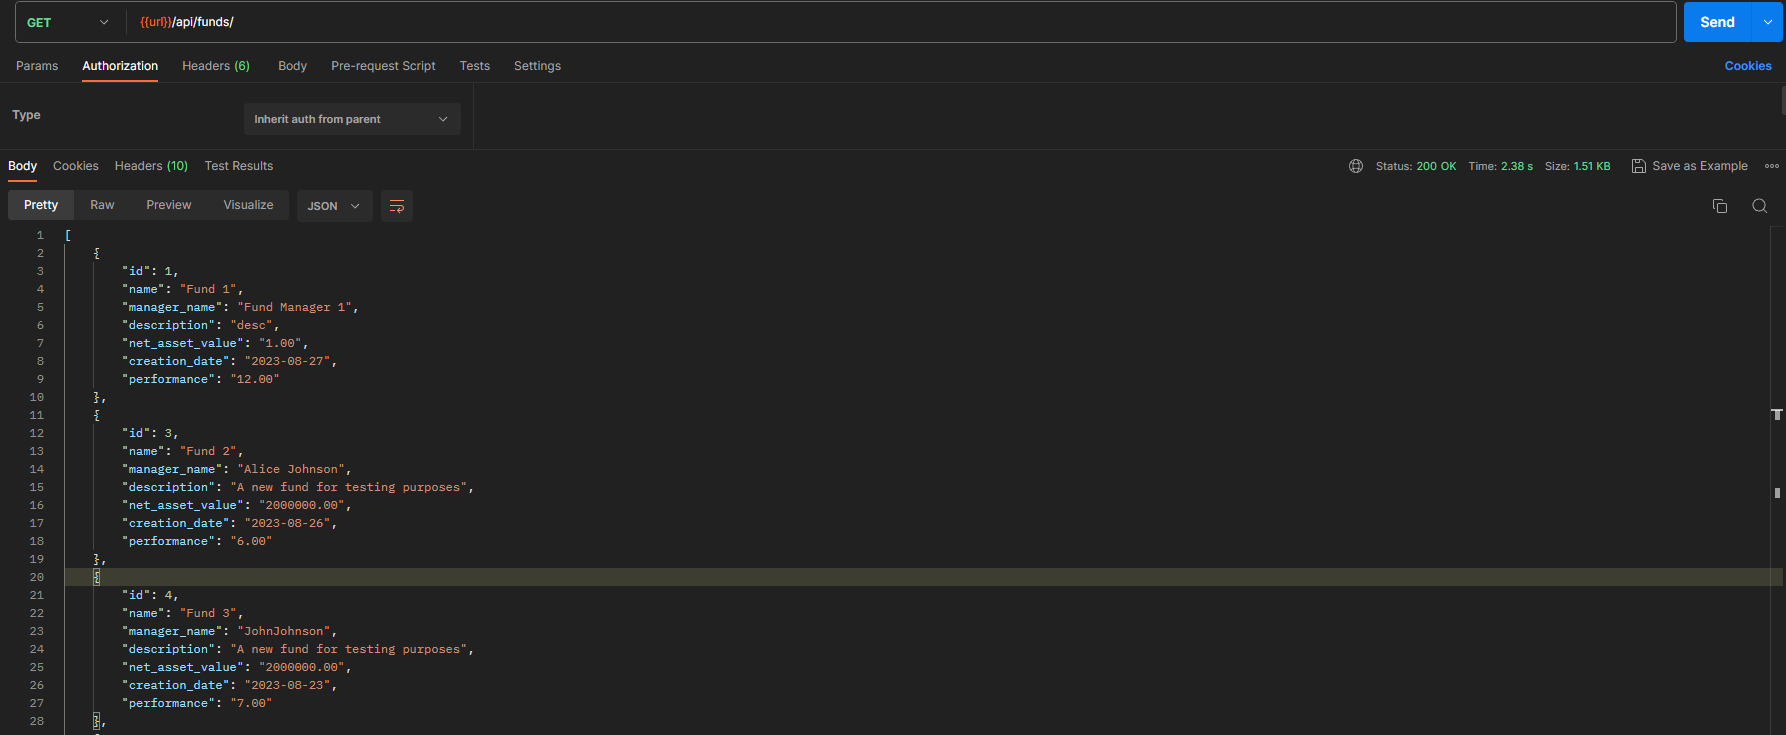 GET {{url}}/api/funds/ Send
Params Authorization Headers (6) Body Pre-request Script Tests Settings Cookies
Type Inherit auth from parent
Body Cookies Headers (10) Test Results Status: 200 OK Time: 2.38 s Size: 1.51 KB Save as Example
Pretty Raw Preview Visualize JSON
1 [
2 {
3 "id": 1,
4 "name": "Fund 1",
5 "manager_name": "Fund Manager 1",
6 "description": "desc",
7 "net_asset_value": "1.00",
8 "creation_date": "2023-08-27",
9 "performance": "12.00"
10 },
11 {
12 "id": 3,
13 "name": "Fund 2",
14 "manager_name": "Alice Johnson",
15 "description": "A new fund for testing purposes",
16 "net_asset_value": "2000000.00",
17 "creation_date": "2023-08-26",
18 "performance": "6.00"
19 },
20 {
21 "id": 4,
22 "name": "Fund 3",
23 "manager_name": "JohnJohnson",
24 "description": "A new fund for testing purposes",
25 "net_asset_value": "2000000.00",
26 "creation_date": "2023-08-23",
27 "performance": "7.00"
28 },